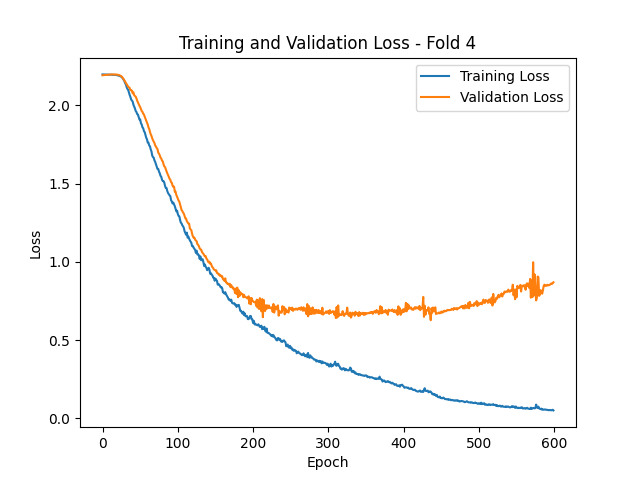 Training and Validation Loss - Fold 4
Training Loss
Validation Loss
2.0
1.5
1.0
0.5
0.0
Loss
0 100 200 300 400 500 600
Epoch